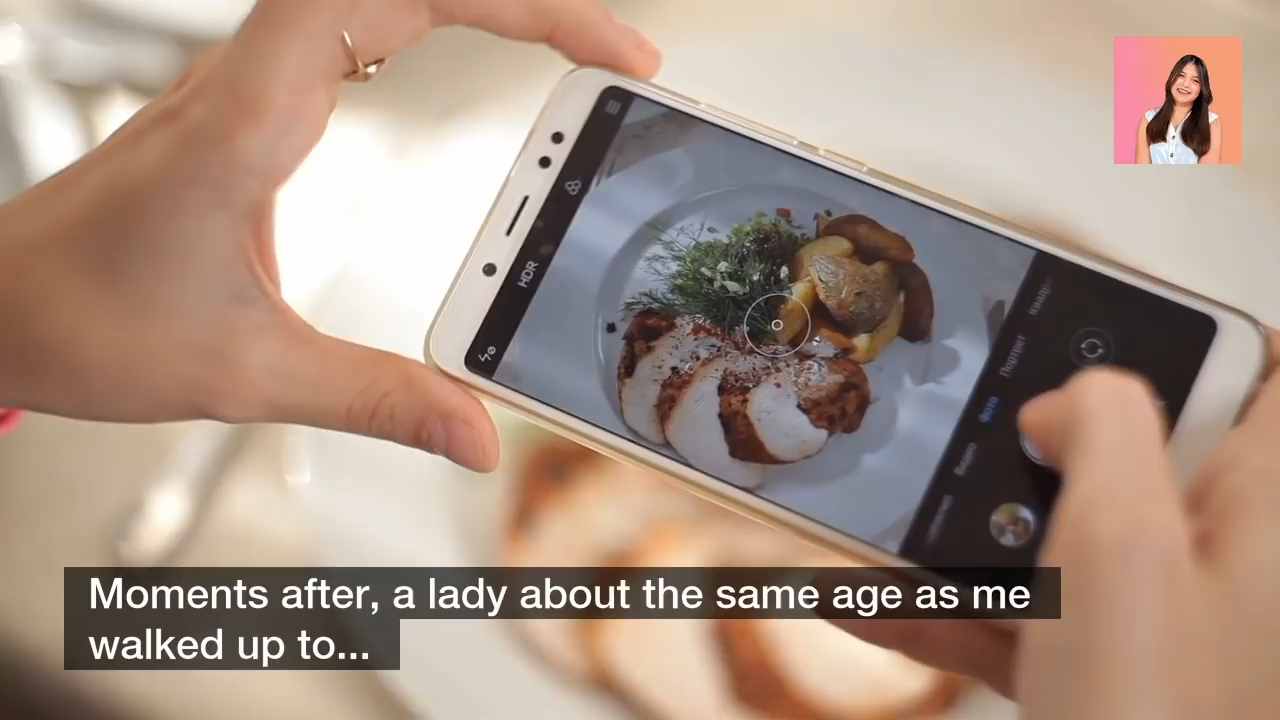 HDR
Портрет
Фото
Видео
Moments after, a lady about the same age as me
walked up to...